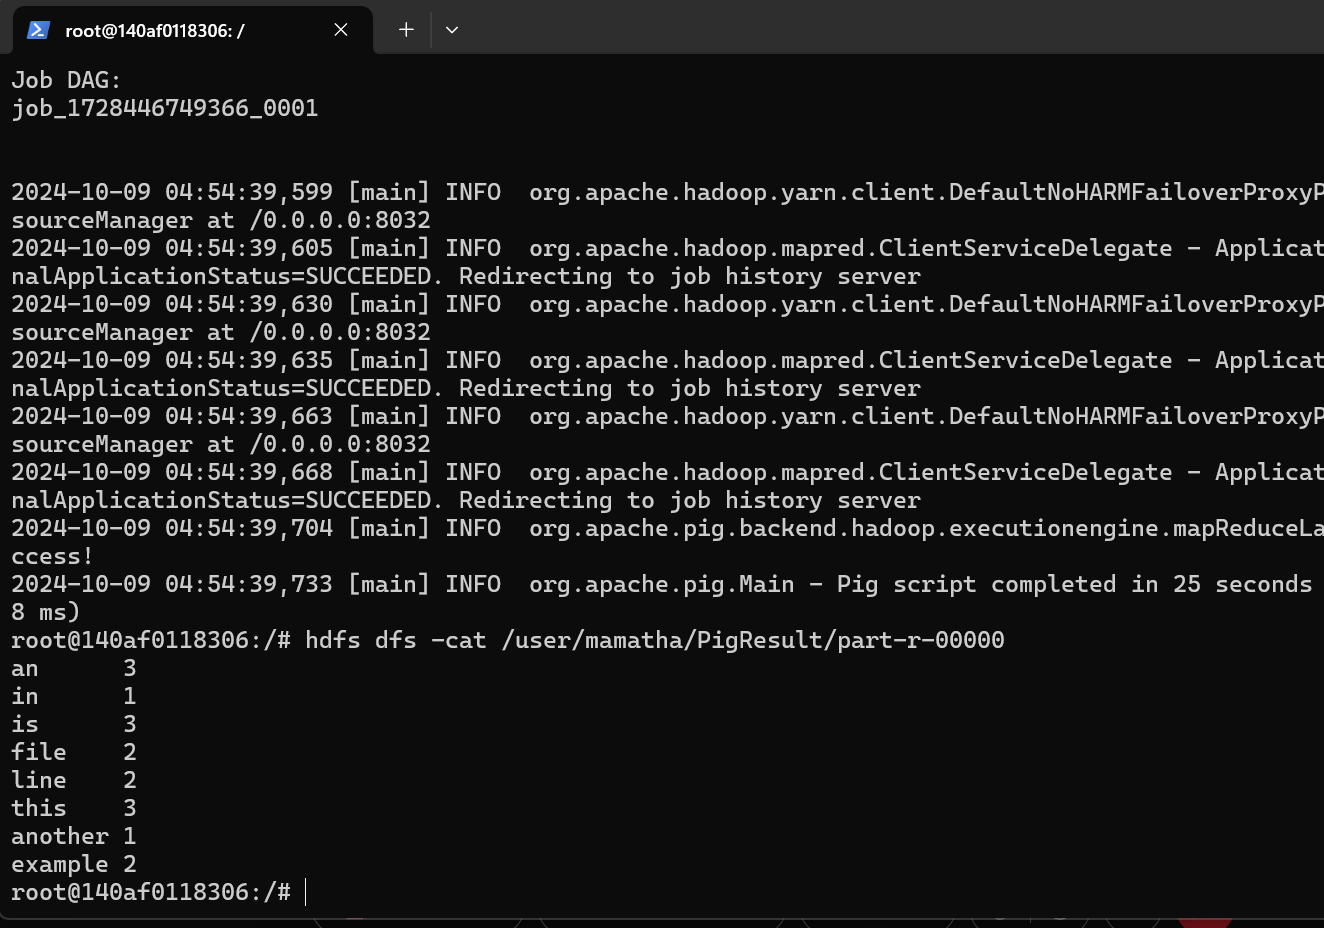 root@140af0118306: /
Job DAG:
job_1728446749366_0001
2024-10-09 04:54:39,599 [main] INFO  org.apache.hadoop.yarn.client.DefaultNoHARMFailoverProxyP
sourceManager at /0.0.0.0:8032
2024-10-09 04:54:39,605 [main] INFO  org.apache.hadoop.mapred.ClientServiceDelegate - Applicat
nalApplicationStatus=SUCCEEDED. Redirecting to job history server
2024-10-09 04:54:39,630 [main] INFO  org.apache.hadoop.yarn.client.DefaultNoHARMFailoverProxyP
sourceManager at /0.0.0.0:8032
2024-10-09 04:54:39,635 [main] INFO  org.apache.hadoop.mapred.ClientServiceDelegate - Applicat
nalApplicationStatus=SUCCEEDED. Redirecting to job history server
2024-10-09 04:54:39,663 [main] INFO  org.apache.hadoop.yarn.client.DefaultNoHARMFailoverProxyP
sourceManager at /0.0.0.0:8032
2024-10-09 04:54:39,668 [main] INFO  org.apache.hadoop.mapred.ClientServiceDelegate - Applicat
nalApplicationStatus=SUCCEEDED. Redirecting to job history server
2024-10-09 04:54:39,704 [main] INFO  org.apache.pig.backend.hadoop.executionengine.mapReduceLa
ccess!
2024-10-09 04:54:39,733 [main] INFO  org.apache.pig.Main - Pig script completed in 25 seconds
8 ms)
root@140af0118306:/# hdfs dfs -cat /user/mamatha/PigResult/part-r-00000
an      3
in      1
is      3
file    2
line    2
this    3
another 1
example 2
root@140af0118306:/#